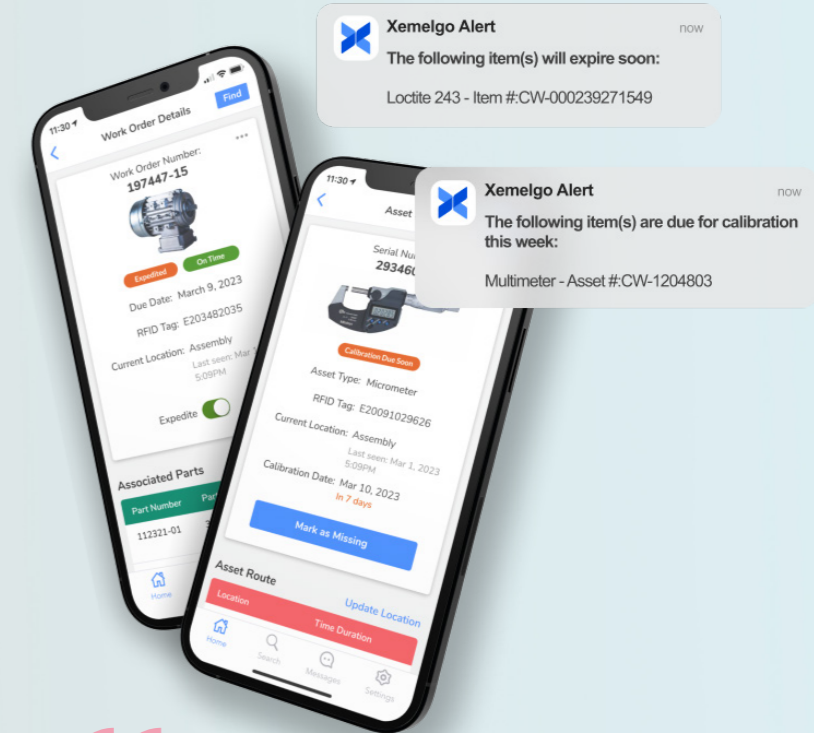 Xemelgo Alert
now
The following item(s) will expire soon:
Loctite 243 - Item #:CW-000239271549
Xemelgo Alert
now
The following item(s) are due for calibration
this week:
Multimeter - Asset #:CW-1204803
11:30
Work Order Details
Find
Work Order Number:
197447-15
Expedited
On Time
Due Date: March 9, 2023
RFID Tag: E203482035
Current Location: Assembly
Last seen: Mar
5:09PM
Expedite
Associated Parts
Part Number
112321-01
Home
11:30
Asset
Serial
Calibration Due Soon
Asset Type: Micrometer
RFID Tag: E20091029626
Current Location: Assembly
Last seen: Mar 1, 2023
5:09PM
Calibration Date: Mar 10, 2023
In 7 days
Mark as Missing
Asset Route
Update Location
Location
Time Duration
Home
Search
Messages
Settings